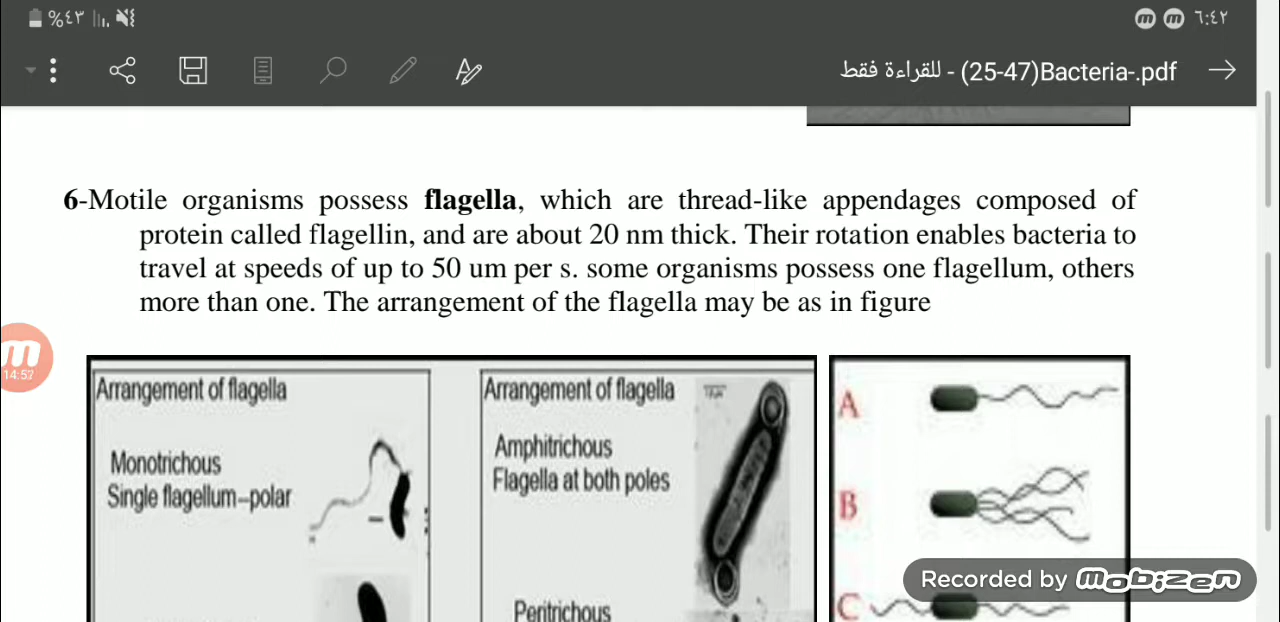 %٤٣
٦:٤٢
للقراءة فقط - (25-47)Bacteria-.pdf
6-Motile organisms possess flagella, which are thread-like appendages composed of
protein called flagellin, and are about 20 nm thick. Their rotation enables bacteria to
travel at speeds of up to 50 um per s. some organisms possess one flagellum, others
more than one. The arrangement of the flagella may be as in figure
14:57
Arrangement of flagella
Monotrichous
Single flagellum–polar
Arrangement of flagella
Amphitrichous
Flagella at both poles
Peritrichous
A
B
C
Recorded by mobizen